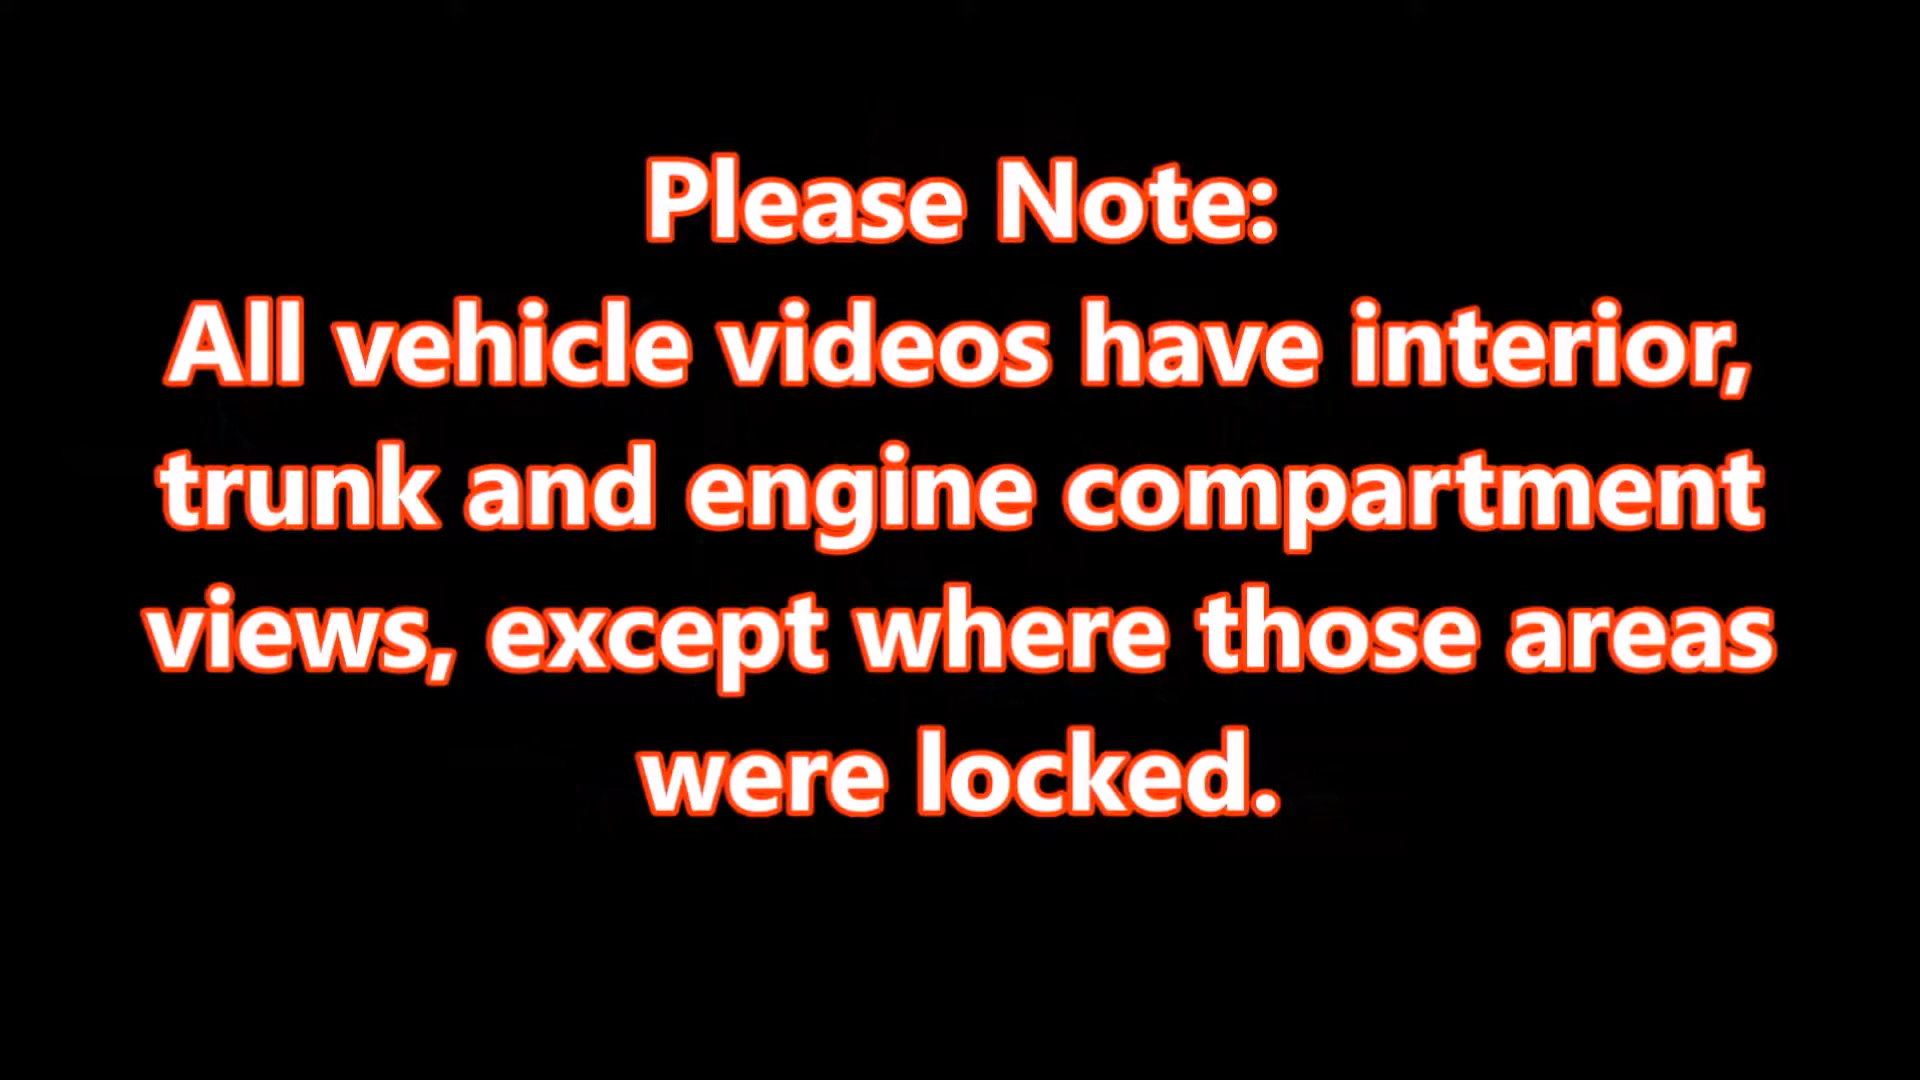 Please Note:
All vehicle videos have interior,
trunk and engine compartment
views, except where those areas
were locked.